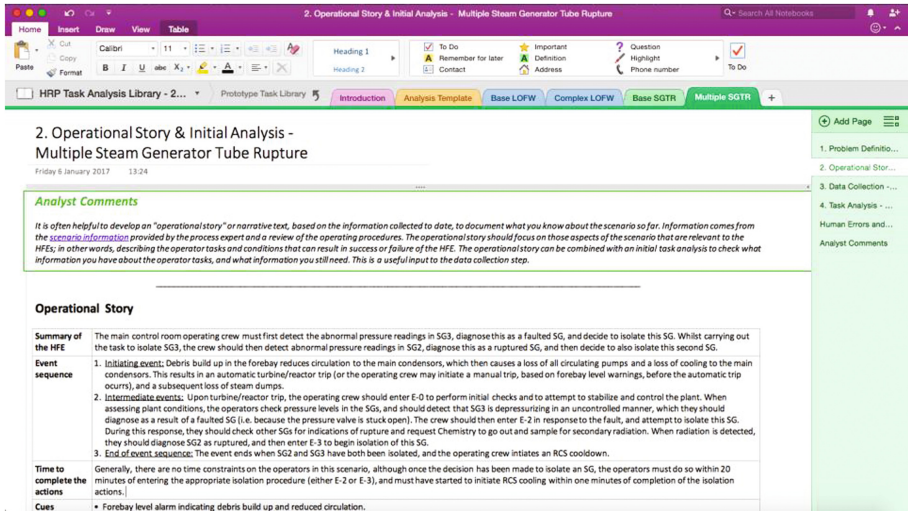 2. Operational Story & Initial Analysis - Multiple Steam Generator Tube Rupture
Search All Notebooks
Home Insert Draw View Table
Cut
Copy
Paste Format
Calibri 11
B I U abc X₂ A
Heading 1
Heading 2
To Do
Remember for later
Contact
Important
Definition
Address
Question
Highlight
Phone number
To Do
HRP Task Analysis Library - 2...
Prototype Task Library
Introduction
Analysis Template
Base LOFW
Complex LOFW
Base SGTR
Multiple SGTR
+
Add Page
1. Problem Definitio...
2. Operational Stor...
3. Data Collection -...
4. Task Analysis - ...
Human Errors and...
Analyst Comments
2. Operational Story & Initial Analysis -
Multiple Steam Generator Tube Rupture
Friday 6 January 2017 13:24
Analyst Comments
It is often helpful to develop an "operational story" or narrative text, based on the information collected to date, to document what you know about the scenario so far. Information comes from
the scenario information provided by the process expert and a review of the operating procedures. The operational story should focus on those aspects of the scenario that are relevant to the
HFEs; in other words, describing the operator tasks and conditions that can result in success or failure of the HFE. The operational story can be combined with an initial task analysis to check what
information you have about the operator tasks, and what information you still need. This is a useful input to the data collection step.
Operational Story
Summary of the HFE
The main control room operating crew must first detect the abnormal pressure readings in SG3, diagnose this as a faulted SG, and decide to isolate this SG. Whilst carrying out
the task to isolate SG3, the crew should then detect abnormal pressure readings in SG2, diagnose this as a ruptured SG, and then decide to also isolate this second SG.
Event sequence
1. Initiating event: Debris build up in the forebay reduces circulation to the main condensors, which then causes a loss of all circulating pumps and a loss of cooling to the main
condensors. This results in an automatic turbine/reactor trip (or the operating crew may initiate a manual trip, based on forebay level warnings, before the automatic trip
ocurrs), and a subsequent loss of steam dumps.
2. Intermediate events: Upon turbine/reactor trip, the operating crew should enter E-0 to perform initial checks and to attempt to stabilize and control the plant. When
assessing plant conditions, the operators check pressure levels in the SGs, and should detect that SG3 is depressurizing in an uncontrolled manner, which they should
diagnose as a result of a faulted SG (i.e. because the pressure valve is stuck open). The crew should then enter E-2 in response to the fault, and attempt to isolate this SG.
During this response, they should check other SGs for indications of rupture and request Chemistry to go out and sample for secondary radiation. When radiation is detected,
they should diagnose SG2 as ruptured, and then enter E-3 to begin isolation of this SG.
3. End of event sequence: The event ends when SG2 and SG3 have both been isolated, and the operating crew intiates an RCS cooldown.
Time to complete the actions
Generally, there are no time constraints on the operators in this scenario, although once the decision has been made to isolate an SG, the operators must do so within 20
minutes of entering the appropriate isolation procedure (either E-2 or E-3), and must have started to initiate RCS cooling within one minutes of completion of the isolation
actions.
Cues
• Forebay level alarm indicating debris build up and reduced circulation.